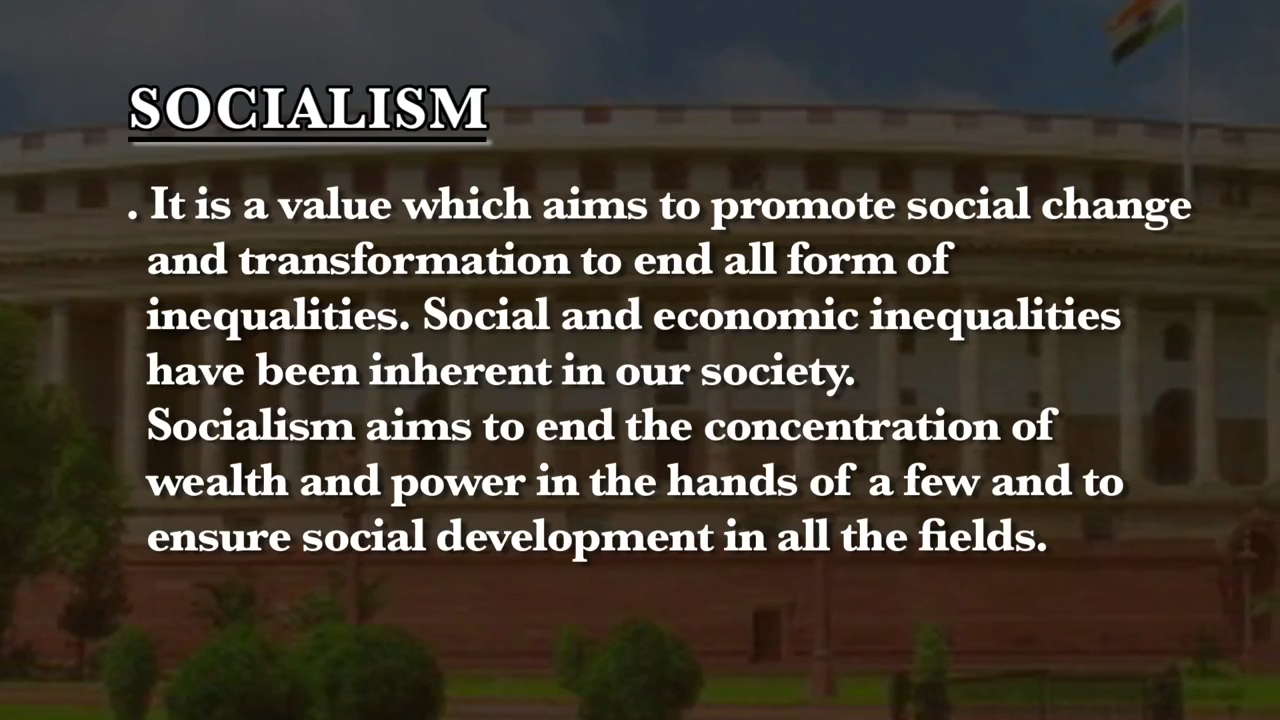 SOCIALISM
. It is a value which aims to promote social change
and transformation to end all form of
inequalities. Social and economic inequalities
have been inherent in our society.
Socialism aims to end the concentration of
wealth and power in the hands of a few and to
ensure social development in all the fields.